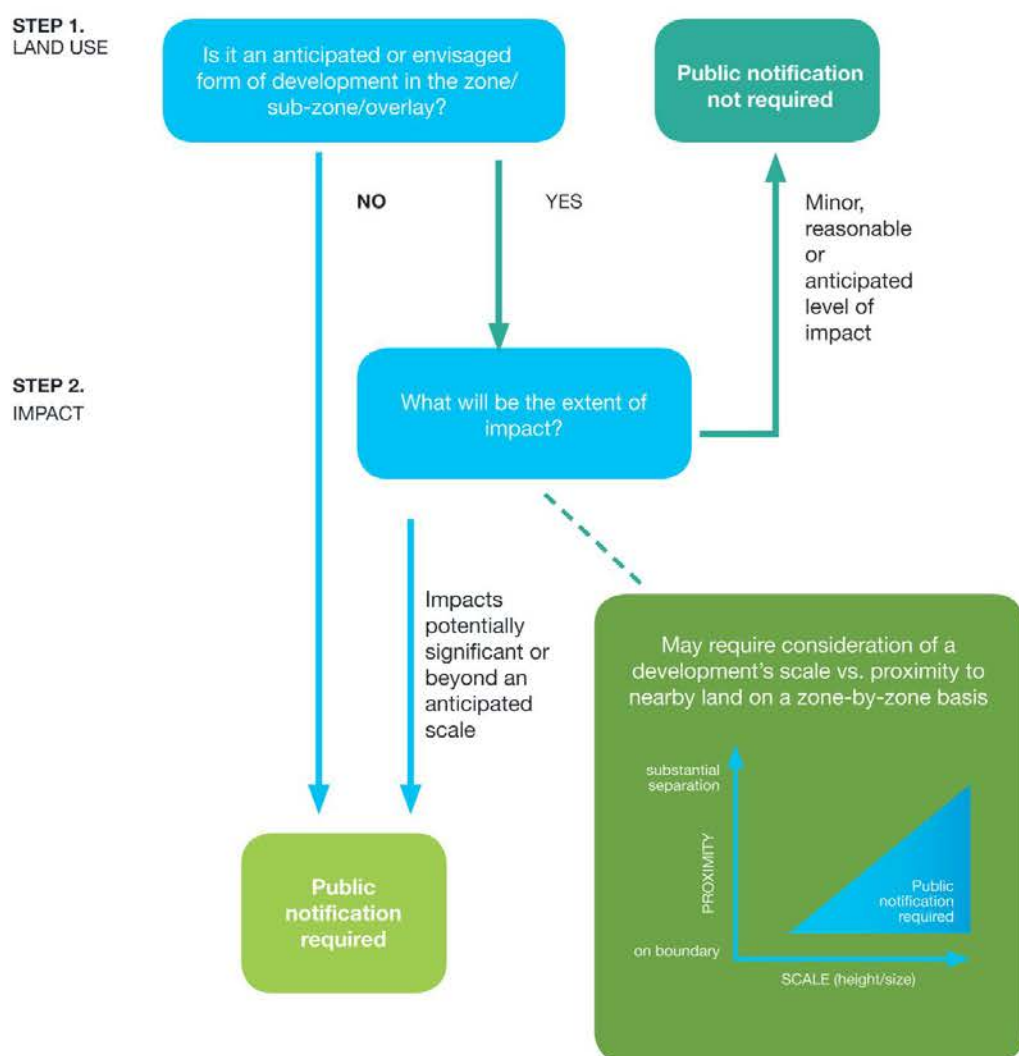 STEP 1.
LAND USE
Is it an anticipated or envisaged
form of development in the zone/
sub-zone/overlay?
Public notification
not required
NO
YES
Minor,
reasonable
or
anticipated
level of
impact
STEP 2.
IMPACT
What will be the extent of
impact?
Impacts
potentially
significant or
beyond an
anticipated
scale
May require consideration of a
development's scale vs. proximity to
nearby land on a zone-by-zone basis
substantial
separation
PROXIMITY
Public
notification
required
on boundary
SCALE (height/size)
Public
notification
required